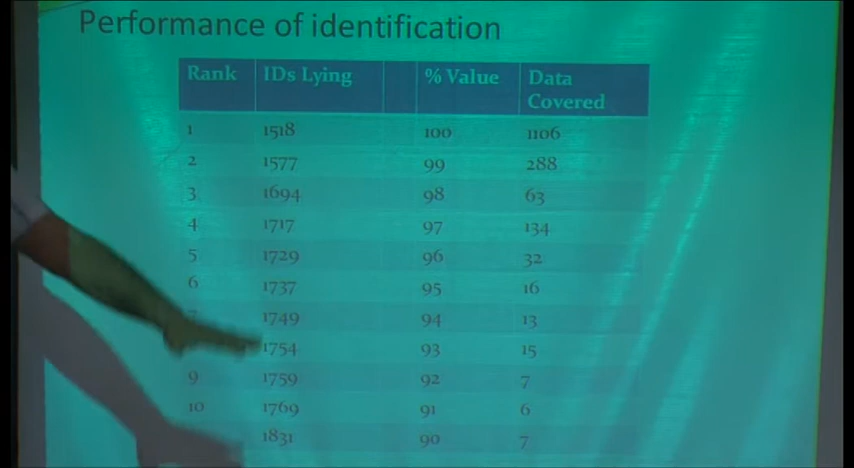 Performance of identification
Rank IDs Lying % Value Data Covered
1 1518 100 1106
2 1577 99 288
3 1694 98 63
4 1717 97 134
5 1729 96 32
6 1737 95 16
1749 94 13
1754 93 15
9 1759 92 7
10 1769 91 6
1831 90 7